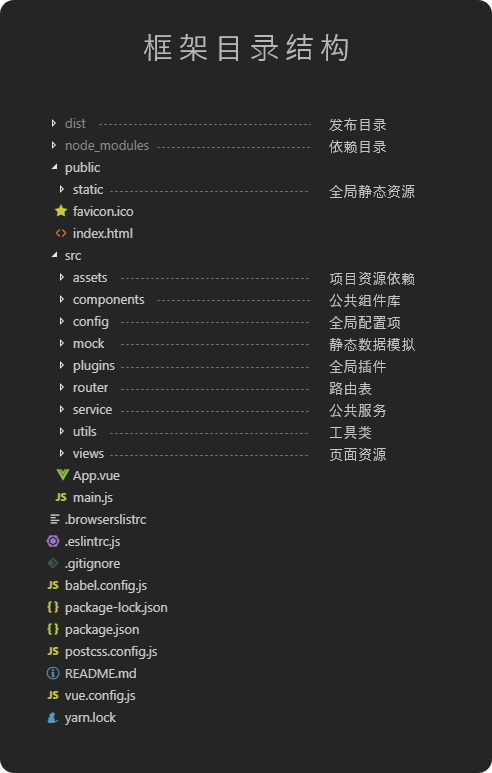 框架目录结构
dist 发布目录
node_modules 依赖目录
public
static 全局静态资源
favicon.ico
index.html
src
assets 项目资源依赖
components 公共组件库
config 全局配置项
mock 静态数据模拟
plugins 全局插件
router 路由表
service 公共服务
utils 工具类
views 页面资源
App.vue
JS main.js
.browserslistrc
.eslintrc.js
.gitignore
JS babel.config.js
{} package-lock.json
{} package.json
JS postcss.config.js
README.md
JS vue.config.js
yarn.lock